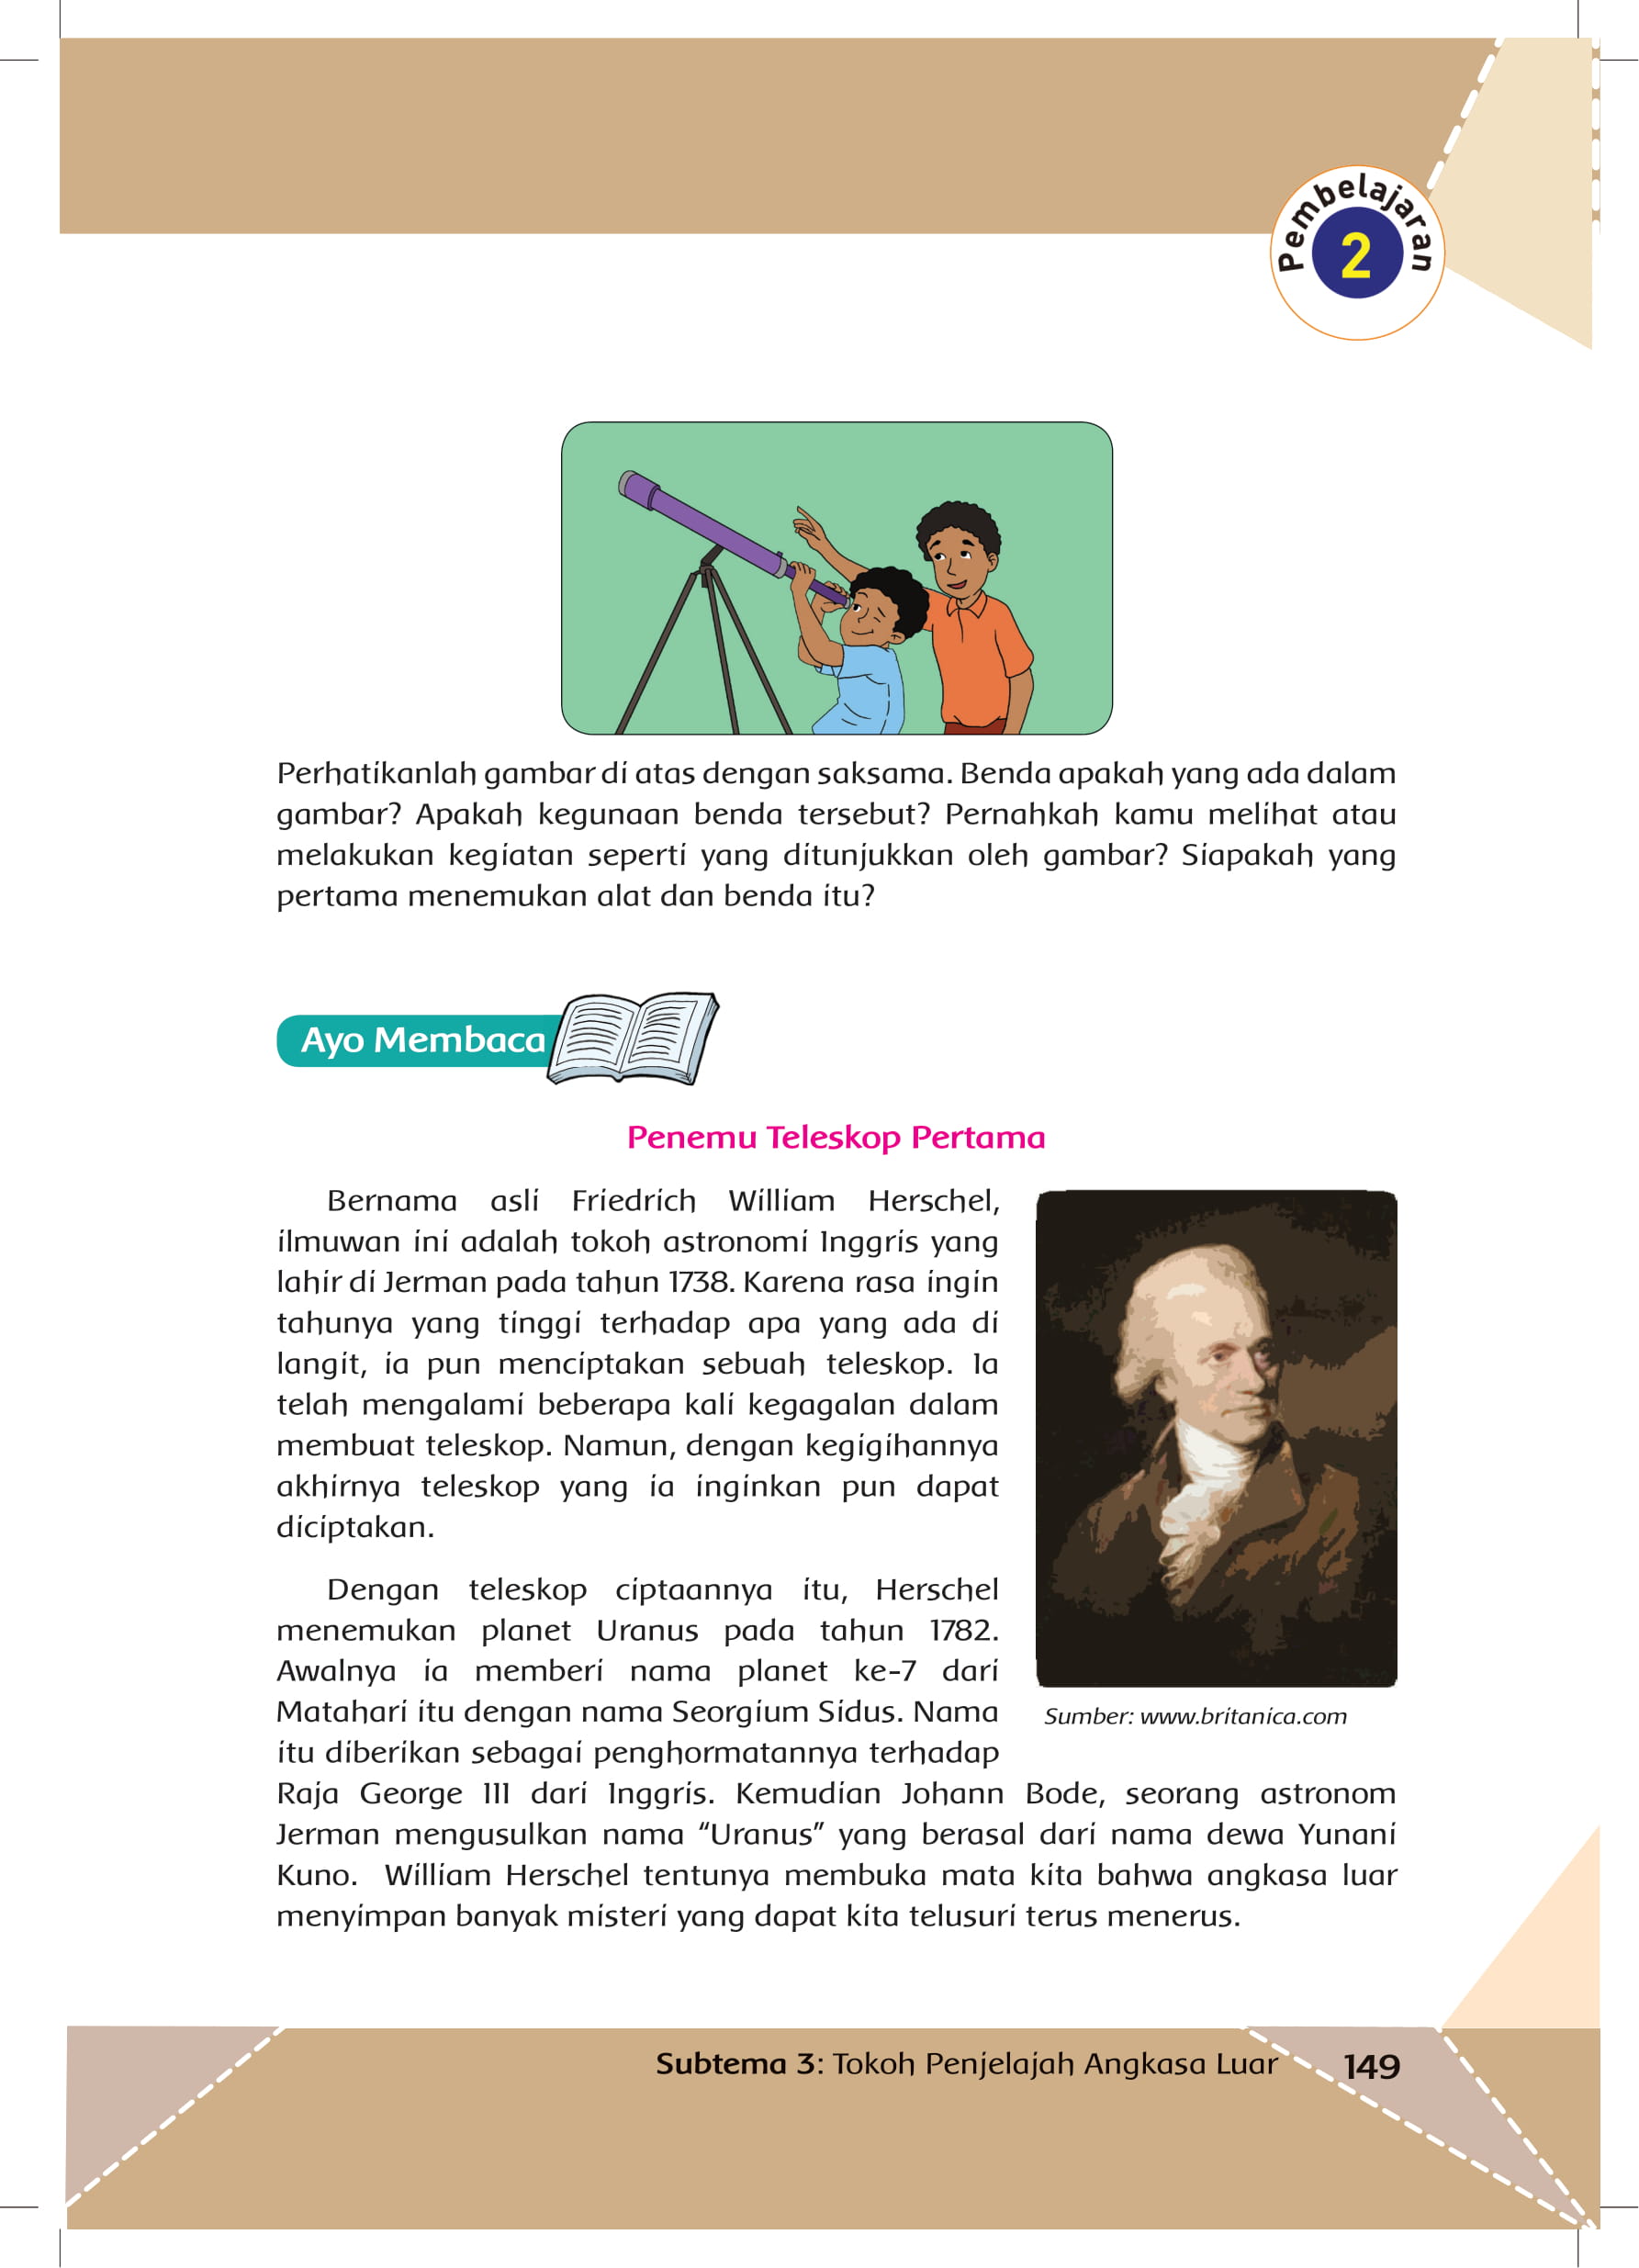 Pembelajaran
2
Perhatikanlah gambar di atas dengan saksama. Benda apakah yang ada dalam
gambar? Apakah kegunaan benda tersebut? Pernahkah kamu melihat atau
melakukan kegiatan seperti yang ditunjukkan oleh gambar? Siapakah yang
pertama menemukan alat dan benda itu?
Ayo Membaca
Penemu Teleskop Pertama
Bernama asli Friedrich William Herschel,
ilmuwan ini adalah tokoh astronomi Inggris yang
lahir di Jerman pada tahun 1738. Karena rasa ingin
tahunya yang tinggi terhadap apa yang ada di
langit, ia pun menciptakan sebuah teleskop. Ia
telah mengalami beberapa kali kegagalan dalam
membuat teleskop. Namun, dengan kegigihannya
akhirnya teleskop yang ia inginkan pun dapat
diciptakan.
Dengan teleskop ciptaannya itu, Herschel
menemukan planet Uranus pada tahun 1782.
Awalnya ia memberi nama planet ke-7 dari
Matahari itu dengan nama Seorgium Sidus. Nama
itu diberikan sebagai penghormatannya terhadap
Raja George III dari Inggris. Kemudian Johann Bode, seorang astronom
Jerman mengusulkan nama “Uranus” yang berasal dari nama dewa Yunani
Kuno.  William Herschel tentunya membuka mata kita bahwa angkasa luar
menyimpan banyak misteri yang dapat kita telusuri terus menerus.
Sumber: www.britanica.com
Subtema 3: Tokoh Penjelajah Angkasa Luar
149